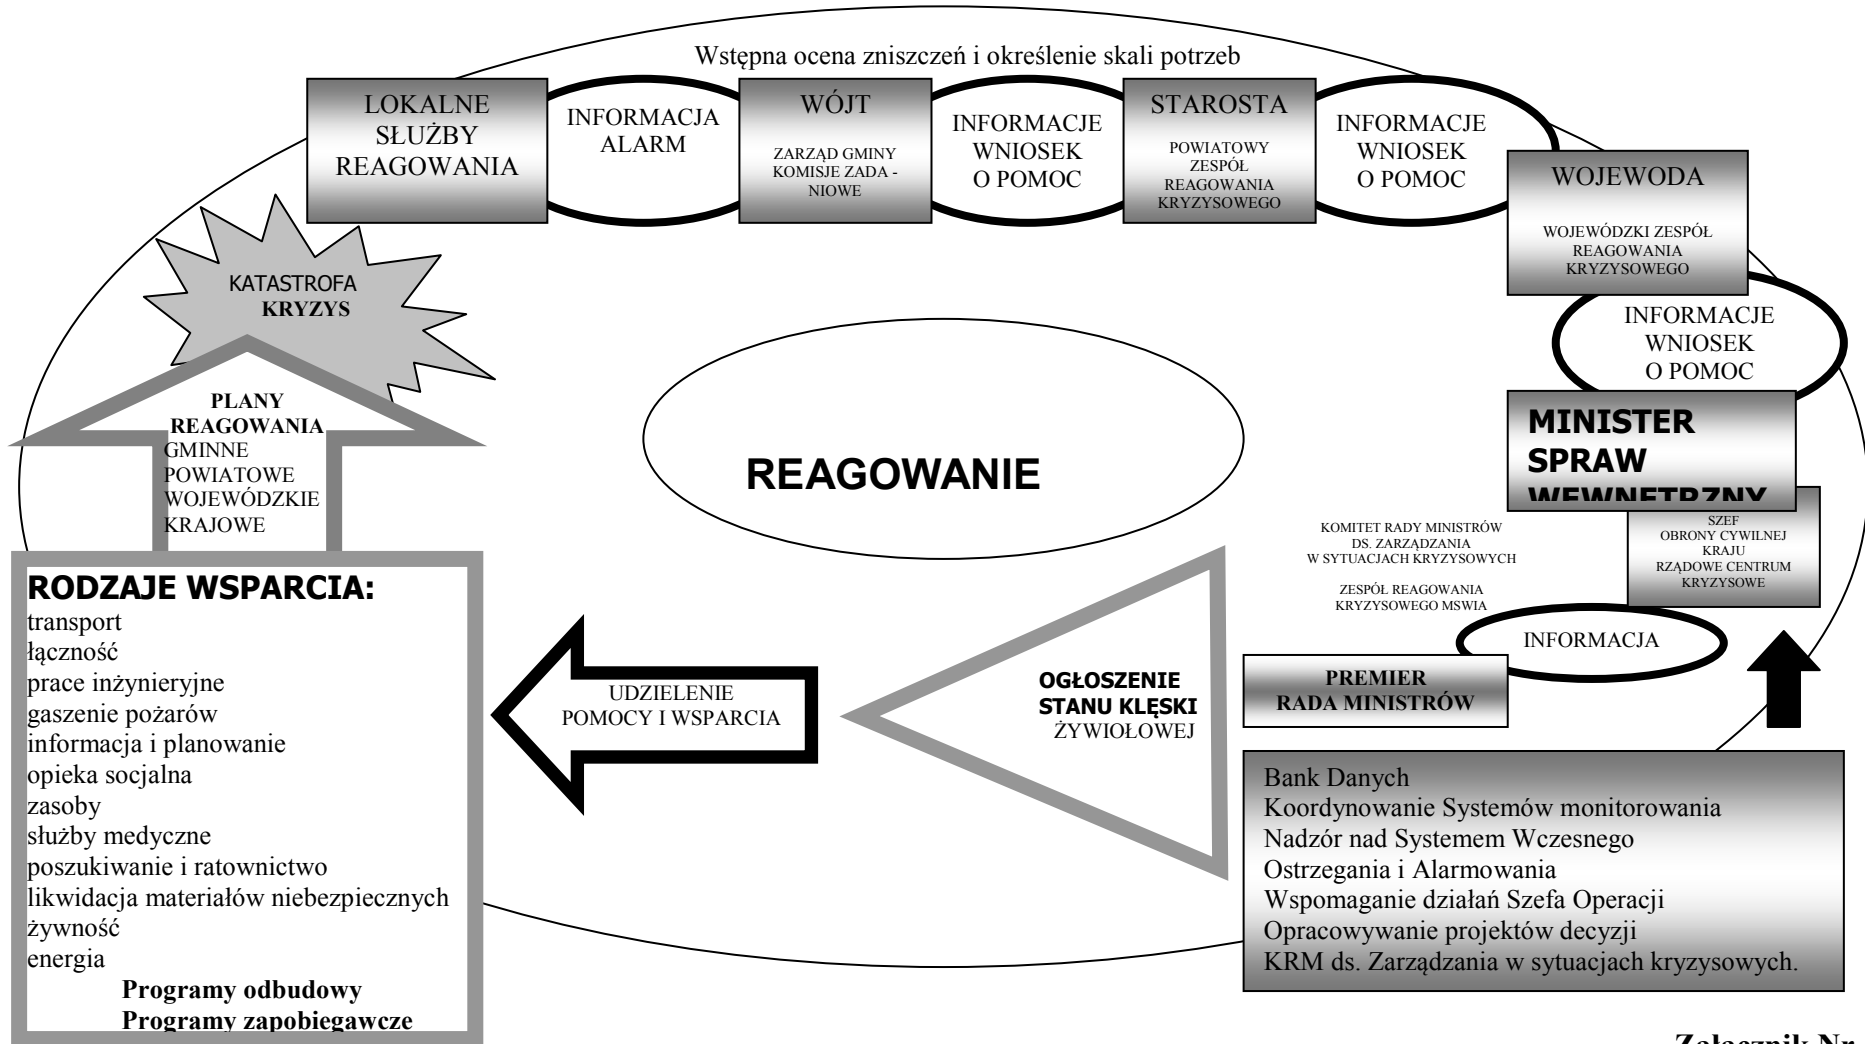 Wstępna ocena zniszczeń i określenie skali potrzeb
LOKALNE
SŁUŻBY
REAGOWANIA
INFORMACJA
ALARM
WÓJT
ZARZĄD GMINY
KOMISJE ZADA -
NIOWE
INFORMACJE
WNIOSEK
O POMOC
STAROSTA
POWIATOWY
ZESPÓŁ
REAGOWANIA
KRYZYSOWEGO
INFORMACJE
WNIOSEK
O POMOC
WOJEWODA
WOJEWÓDZKI ZESPÓŁ
REAGOWANIA
KRYZYSOWEGO
INFORMACJE
WNIOSEK
O POMOC
MINISTER
SPRAW
WEWNĘTRZNY
SZEF
OBRONY CYWILNEJ
KRAJU
RZĄDOWE CENTRUM
KRYZYSOWE
KOMITET RADY MINISTRÓW
DS. ZARZĄDZANIA
W SYTUACJACH KRYZYSOWYCH
ZESPÓŁ REAGOWANIA
KRYZYSOWEGO MSWIA
INFORMACJA
PREMIER
RADA MINISTRÓW
Bank Danych
Koordynowanie Systemów monitorowania
Nadzór nad Systemem Wczesnego
Ostrzegania i Alarmowania
Wspomaganie działań Szefa Operacji
Opracowywanie projektów decyzji
KRM ds. Zarządzania w sytuacjach kryzysowych.
REAGOWANIE
OGŁOSZENIE
STANU KLĘSKI
ŻYWIOŁOWEJ
UDZIELENIE
POMOCY I WSPARCIA
KATASTROFA
KRYZYS
PLANY
REAGOWANIA
GMINNE
POWIATOWE
WOJEWÓDZKIE
KRAJOWE
RODZAJE WSPARCIA:
transport
łączność
prace inżynieryjne
gaszenie pożarów
informacja i planowanie
opieka socjalna
zasoby
służby medyczne
poszukiwanie i ratownictwo
likwidacja materiałów niebezpiecznych
żywność
energia
Programy odbudowy
Programy zapobiegawcze
Załącznik Nr